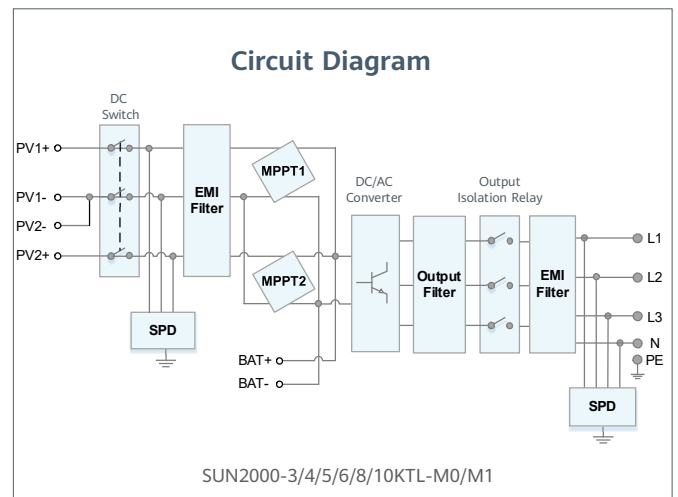 Circuit Diagram
DC
Switch
PV1+
PV1-
PV2-
PV2+
EMI
Filter
MPPT1
MPPT2
SPD
BAT+
BAT-
DC/AC
Converter
Output
Filter
Output
Isolation Relay
EMI
Filter
L1
L2
L3
N
PE
SPD
SUN2000-3/4/5/6/8/10KTL-M0/M1